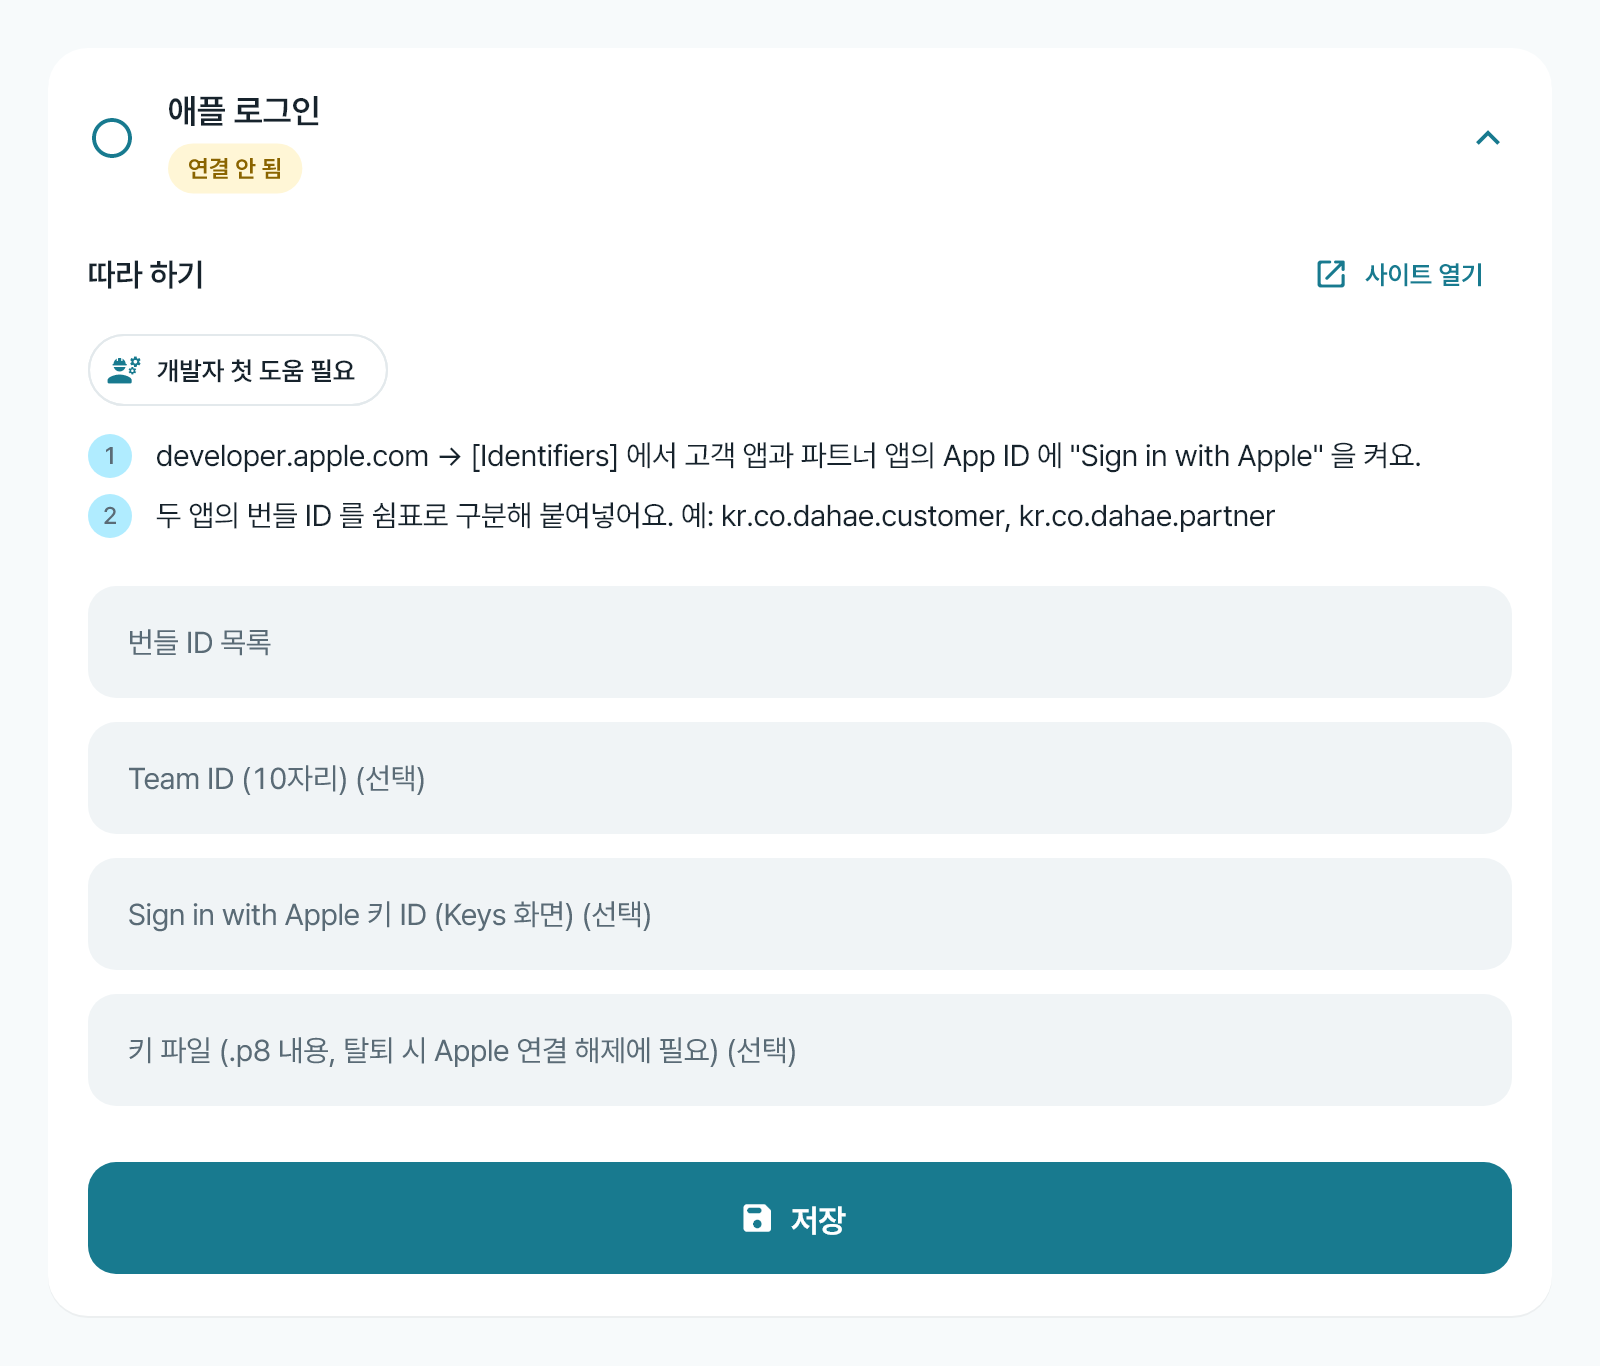 애플 로그인
연결 안 됨
따라 하기
사이트 열기
개발자 첫 도움 필요
1 developer.apple.com → [Identifiers] 에서 고객 앱과 파트너 앱의 App ID 에 "Sign in with Apple" 을 켜요.
2 두 앱의 번들 ID 를 쉼표로 구분해 붙여넣어요. 예: kr.co.dahae.customer, kr.co.dahae.partner
번들 ID 목록
Team ID (10자리) (선택)
Sign in with Apple 키 ID (Keys 화면) (선택)
키 파일 (.p8 내용, 탈퇴 시 Apple 연결 해제에 필요) (선택)
저장